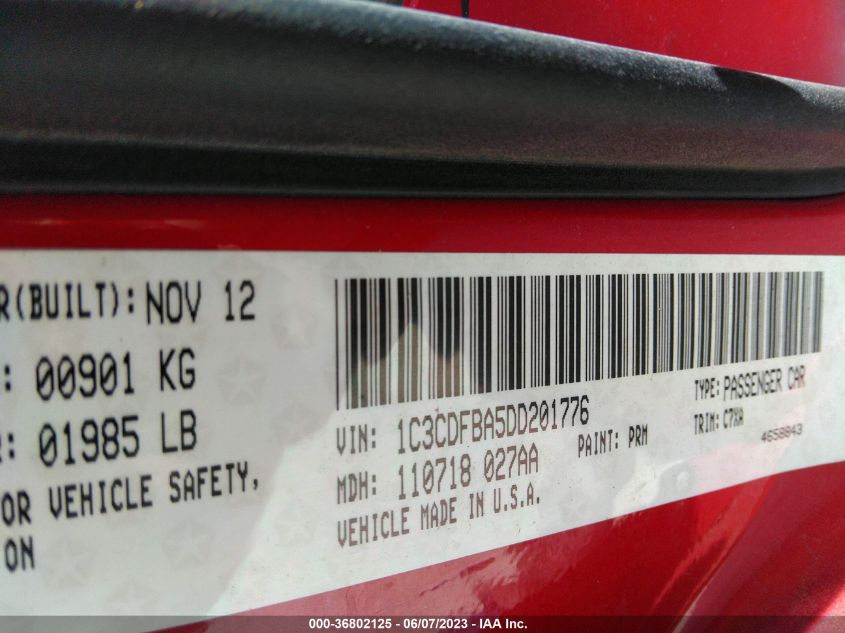 R(BUILT): NOV 12
: 00901 KG
: 01985 LB
OR VEHICLE SAFETY,
ON
VIN: 1C3CDFBA5DD201776
TYPE: PASSENGER CAR
MDH: 110718 027AA
PAINT: PRM
TRIM: C7XA
4658843
VEHICLE MADE IN U.S.A.
000-36802125 - 06/07/2023 - IAA Inc.